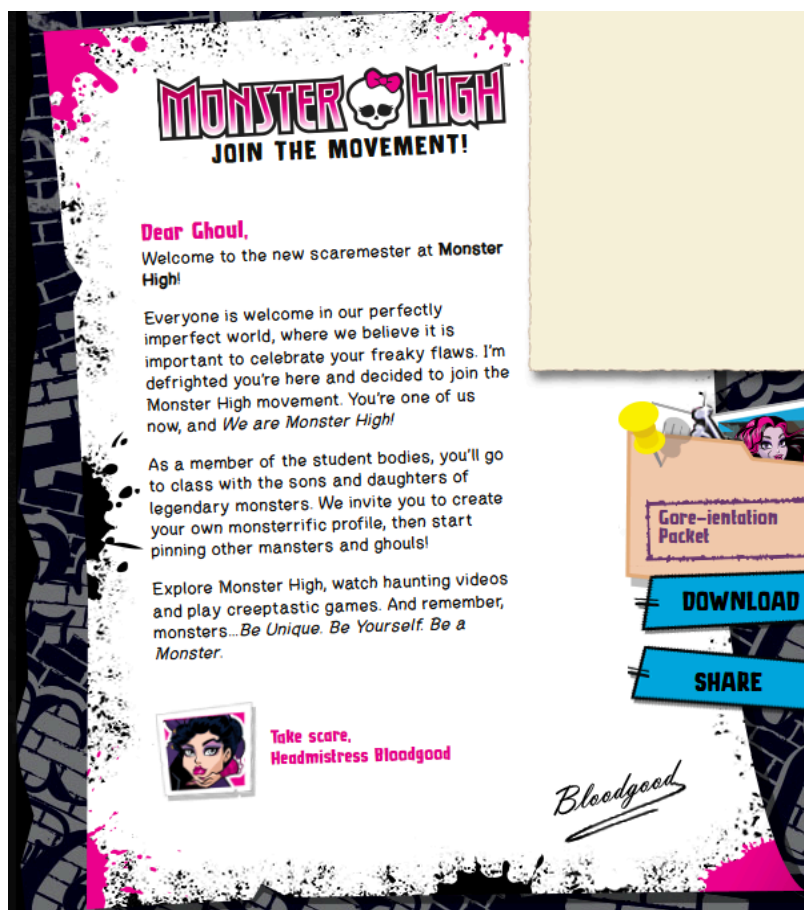 MONSTER HIGH™
JOIN THE MOVEMENT!
Dear Ghoul,
Welcome to the new scaremester at Monster
High!
Everyone is welcome in our perfectly
imperfect world, where we believe it is
important to celebrate your freaky flaws. I'm
defrighted you're here and decided to join the
Monster High movement. You're one of us
now, and We are Monster High!
As a member of the student bodies, you'll go
to class with the sons and daughters of
legendary monsters. We invite you to create
your own monsterrific profile, then start
pinning other mansters and ghouls!
Explore Monster High, watch haunting videos
and play creeptastic games. And remember,
monsters...Be Unique. Be Yourself. Be a
Monster.
Take scare,
Headmistress Bloodgood
Bloodgood
Gore-ientation
Packet
DOWNLOAD
SHARE